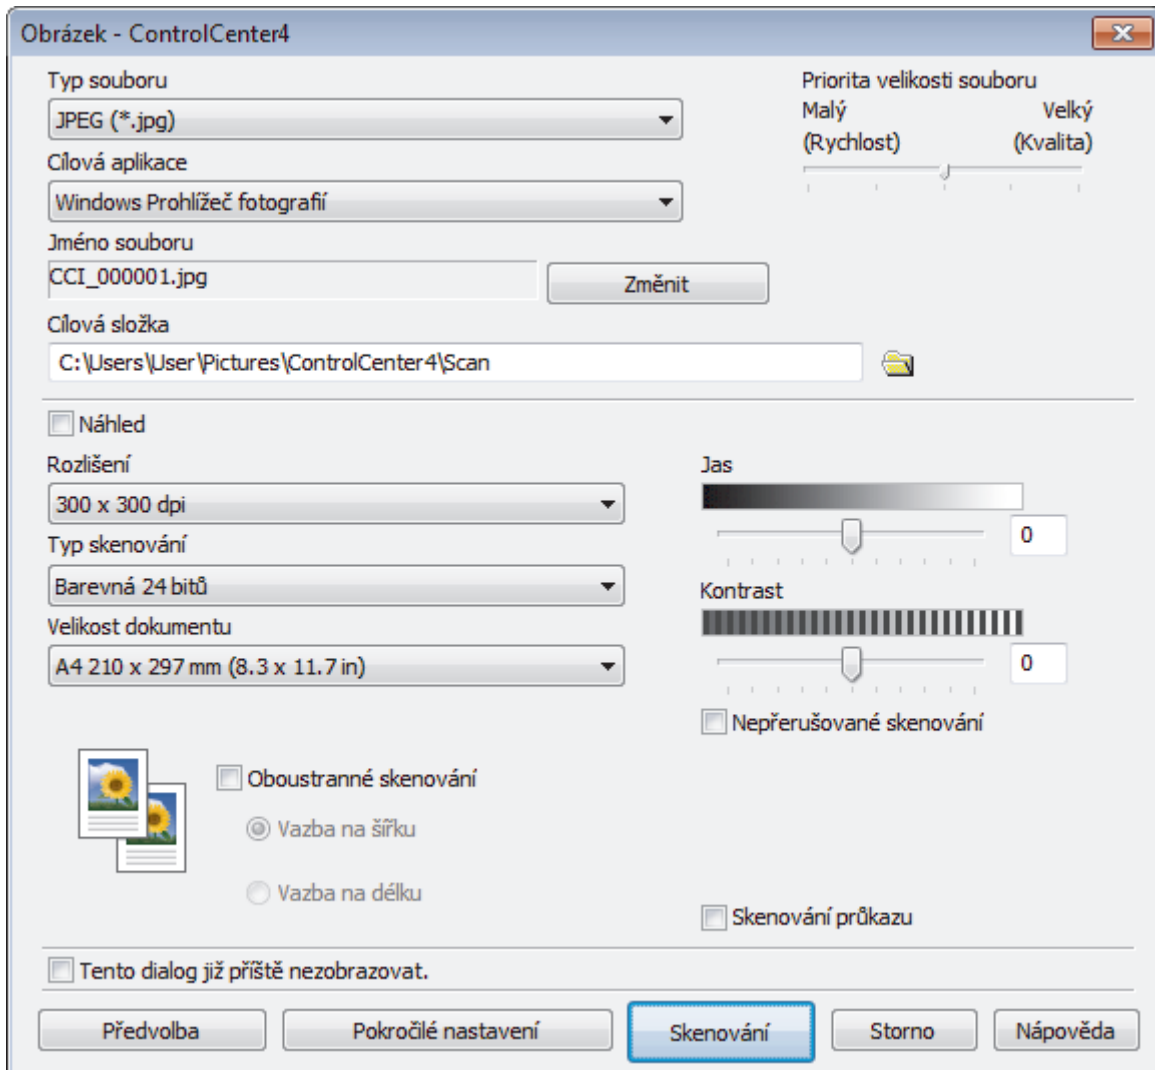 Obrázek - ControlCenter4
Typ souboru
JPEG (*.jpg)
Cílová aplikace
Windows Prohlížeč fotografií
Jméno souboru
CCI_000001.jpg
Změnit
Cílová složka
C:\Users\User\Pictures\ControlCenter4\Scan
Priorita velikosti souboru
Malý Velký
(Rychlost) (Kvalita)
Náhled
Rozlišení
300 x 300 dpi
Typ skenování
Barevná 24 bitů
Velikost dokumentu
A4 210 x 297 mm (8.3 x 11.7 in)
Jas
0
Kontrast
0
Nepřerušované skenování
Oboustranné skenování
Vazba na šířku
Vazba na délku
Skenování průkazu
Tento dialog již příště nezobrazovat.
Předvolba Pokročilé nastavení Skenování Storno Nápověda